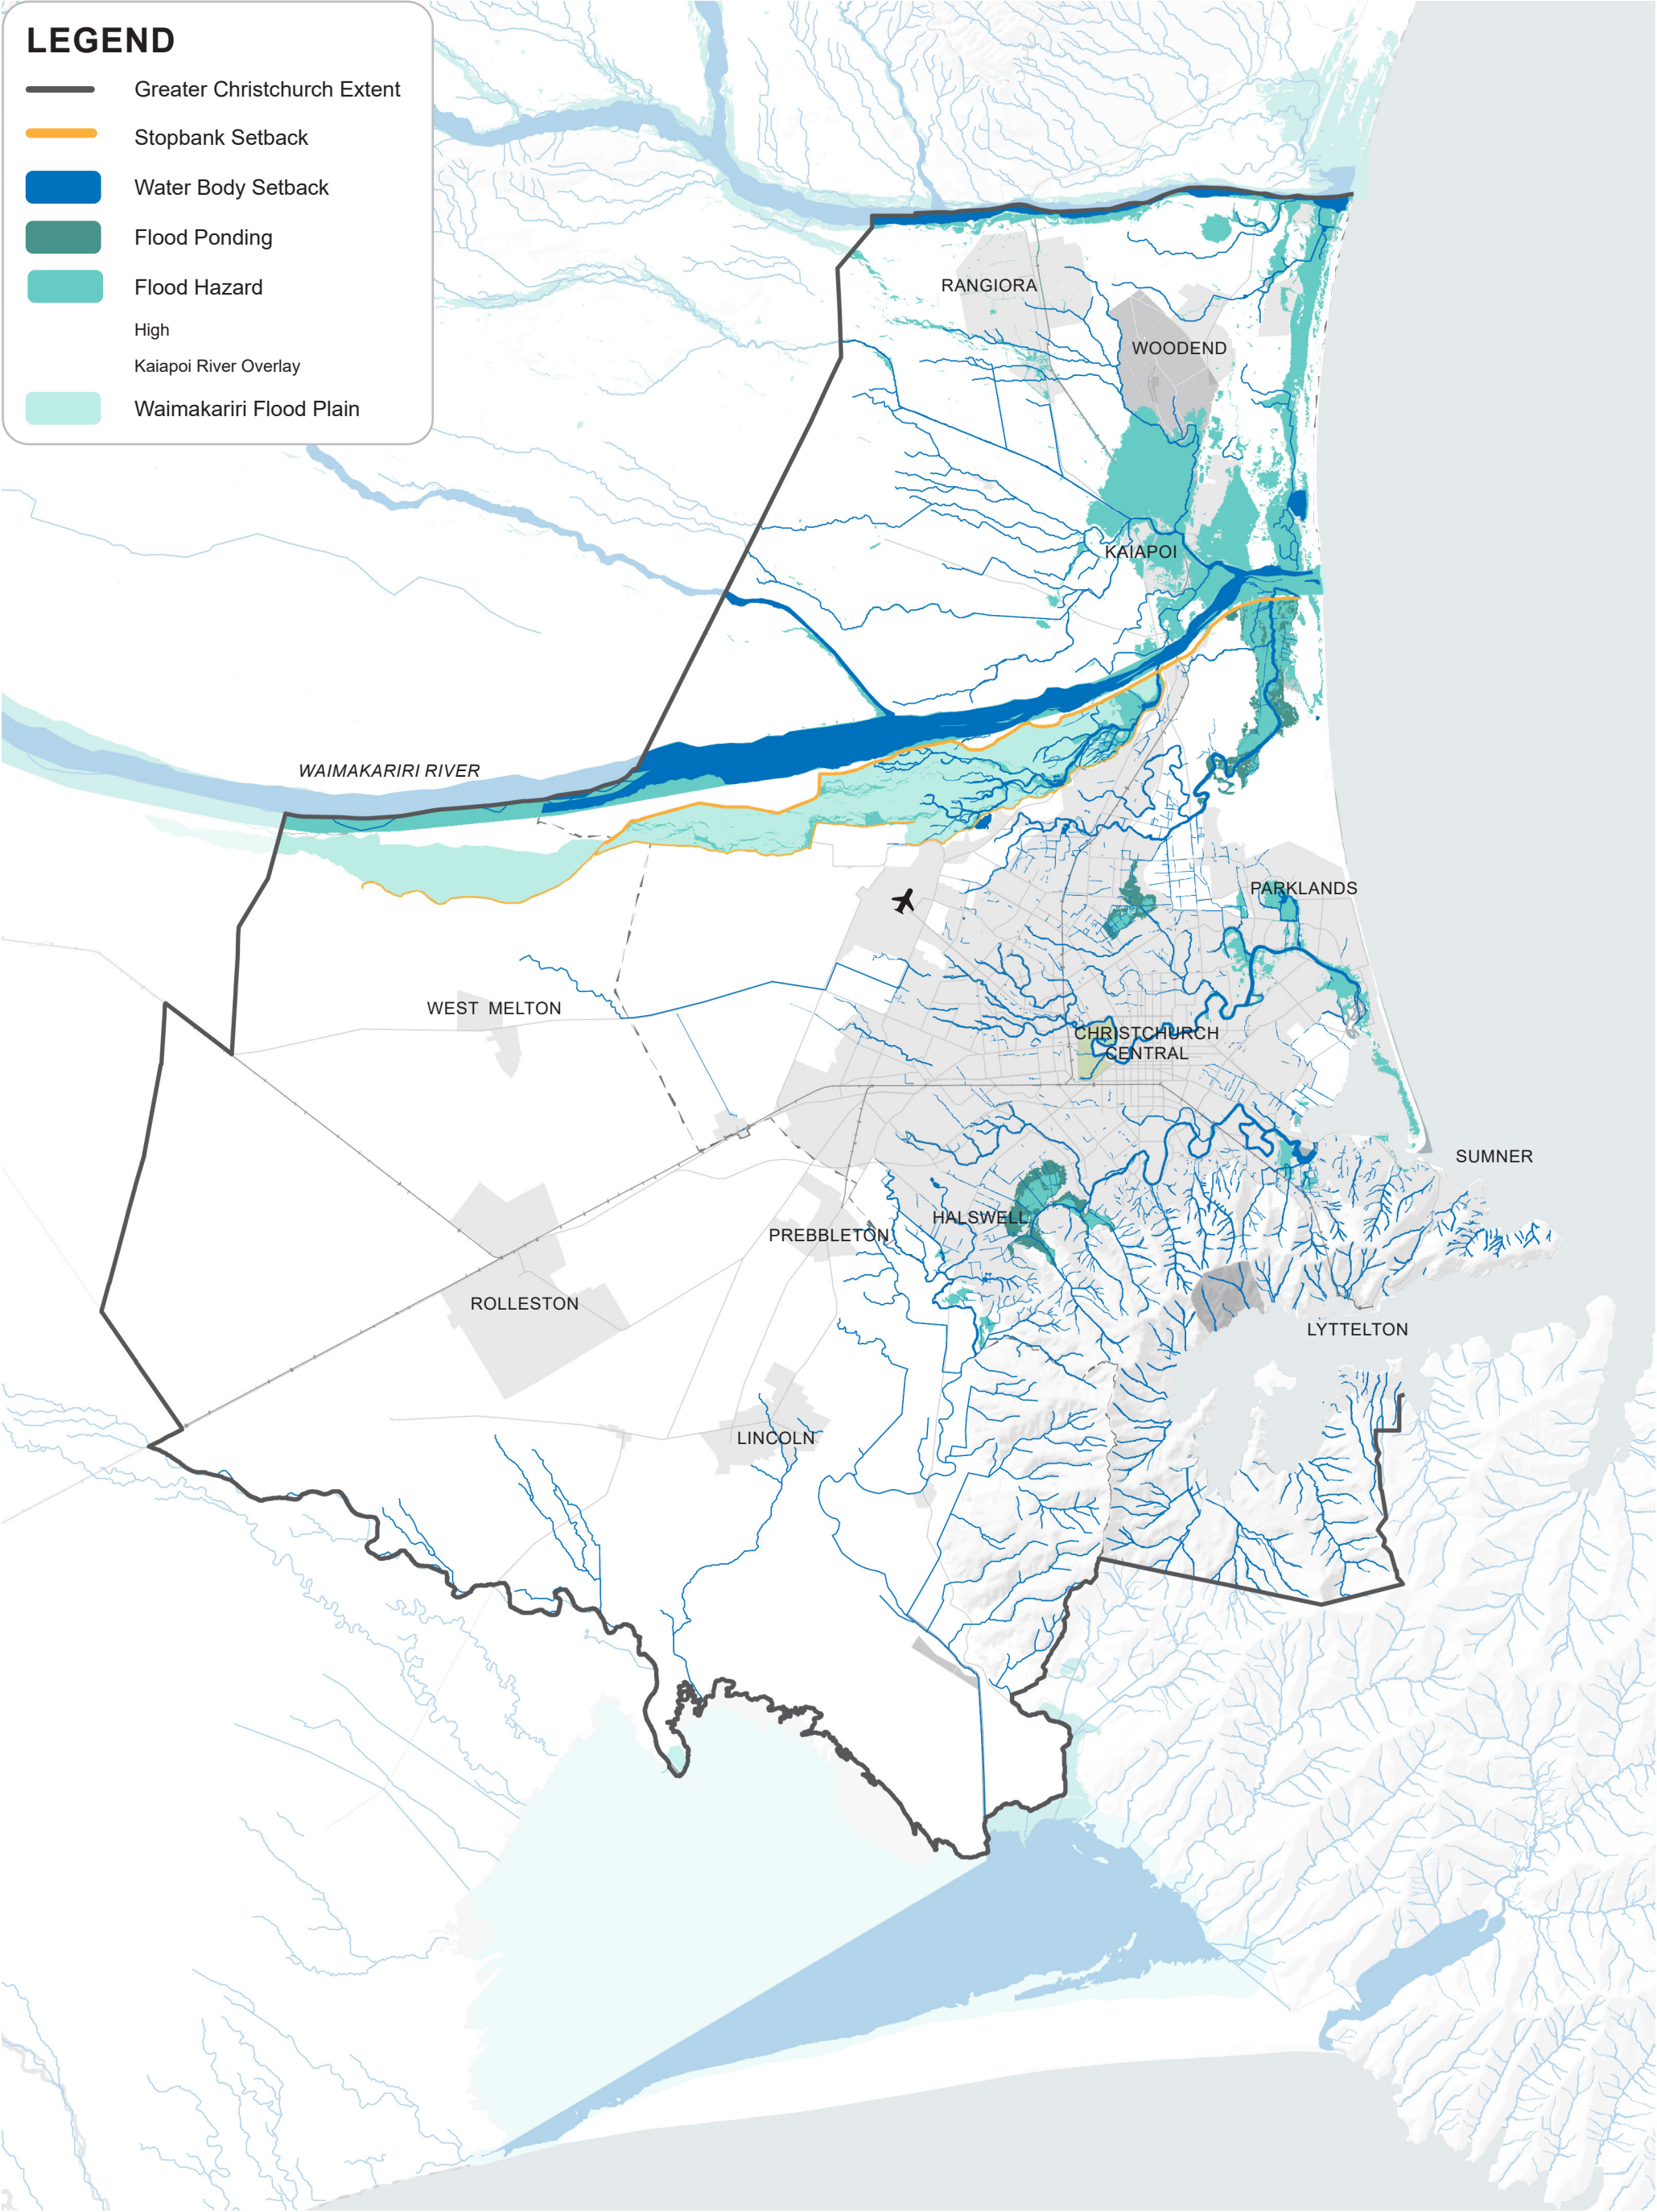 LEGEND
Greater Christchurch Extent
Stopbank Setback
Water Body Setback
Flood Ponding
Flood Hazard
High
Kaiapoi River Overlay
Waimakariri Flood Plain
RANGIORA
WOODEND
KAIAPOI
WAIMAKARIRI RIVER
PARKLANDS
WEST MELTON
CHRISTCHURCH
CENTRAL
SUMNER
HALSWELL
PREBBLETON
ROLLESTON
LYTTELTON
LINCOLN